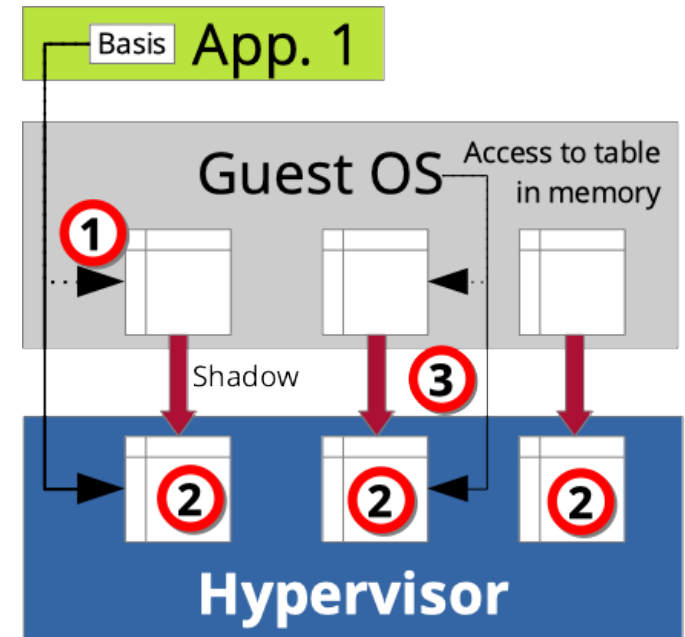 Basis
App. 1
Guest OS
Access to table
in memory
1
Shadow
3
2
2
2
Hypervisor